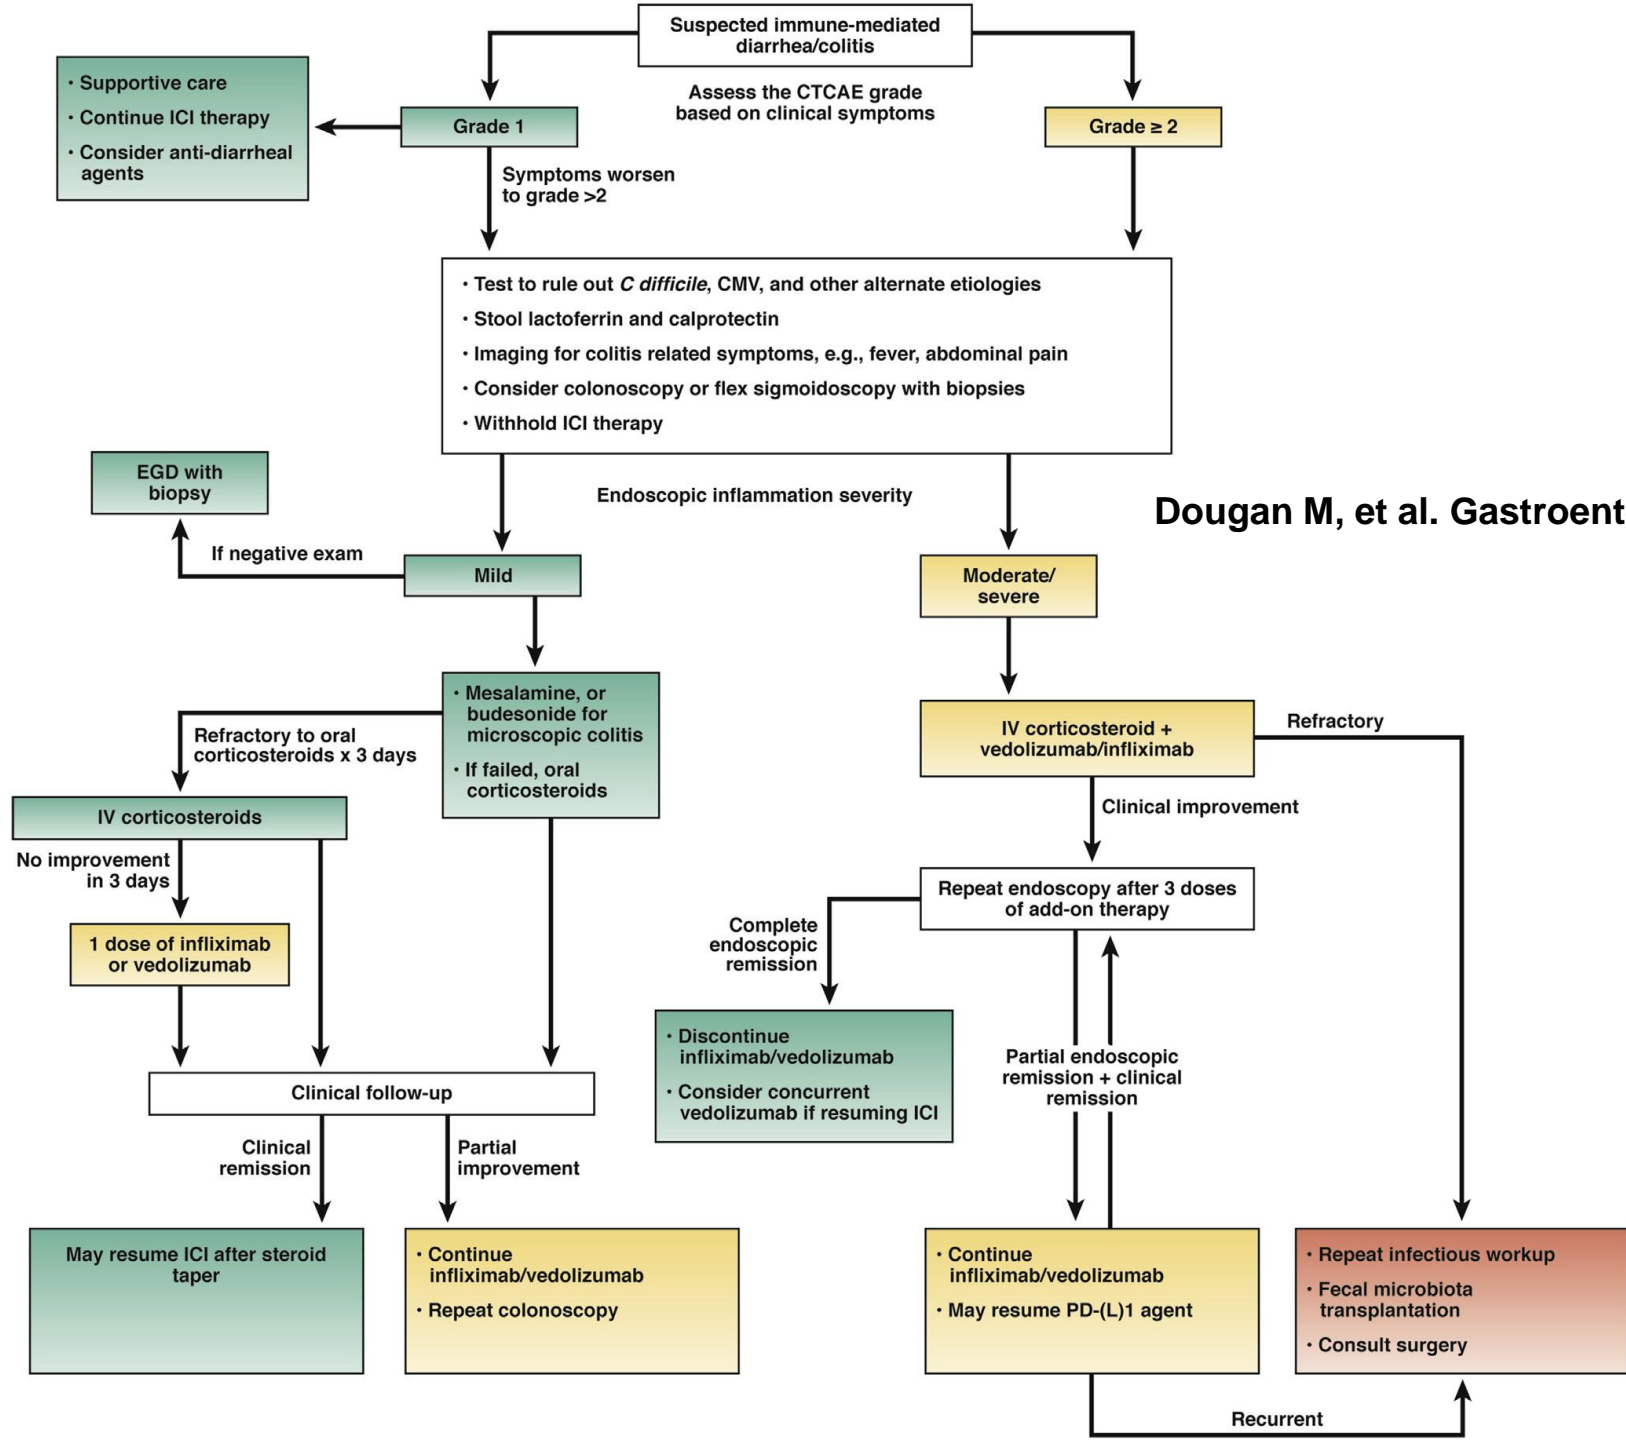 Suspected immune-mediated
diarrhea/colitis
Assess the CTCAE grade
based on clinical symptoms
· Supportive care
· Continue ICI therapy
· Consider anti-diarrheal
agents
Grade 1
Grade ≥ 2
Symptoms worsen
to grade >2
· Test to rule out C difficile, CMV, and other alternate etiologies
· Stool lactoferrin and calprotectin
· Imaging for colitis related symptoms, e.g., fever, abdominal pain
· Consider colonoscopy or flex sigmoidoscopy with biopsies
· Withhold ICI therapy
EGD with
biopsy
Endoscopic inflammation severity
Dougan M, et al. Gastroent
If negative exam
Mild
Moderate/
severe
· Mesalamine, or
budesonide for
microscopic colitis
· If failed, oral
corticosteroids
Refractory to oral
corticosteroids x 3 days
IV corticosteroid +
vedolizumab/infliximab
Refractory
IV corticosteroids
Clinical improvement
No improvement
in 3 days
Repeat endoscopy after 3 doses
of add-on therapy
1 dose of infliximab
or vedolizumab
Complete
endoscopic
remission
· Discontinue
infliximab/vedolizumab
· Consider concurrent
vedolizumab if resuming ICI
Partial endoscopic
remission + clinical
remission
Clinical follow-up
Clinical
remission
Partial
improvement
May resume ICI after steroid
taper
· Continue
infliximab/vedolizumab
· Repeat colonoscopy
· Continue
infliximab/vedolizumab
· May resume PD-(L)1 agent
· Repeat infectious workup
· Fecal microbiota
transplantation
· Consult surgery
Recurrent